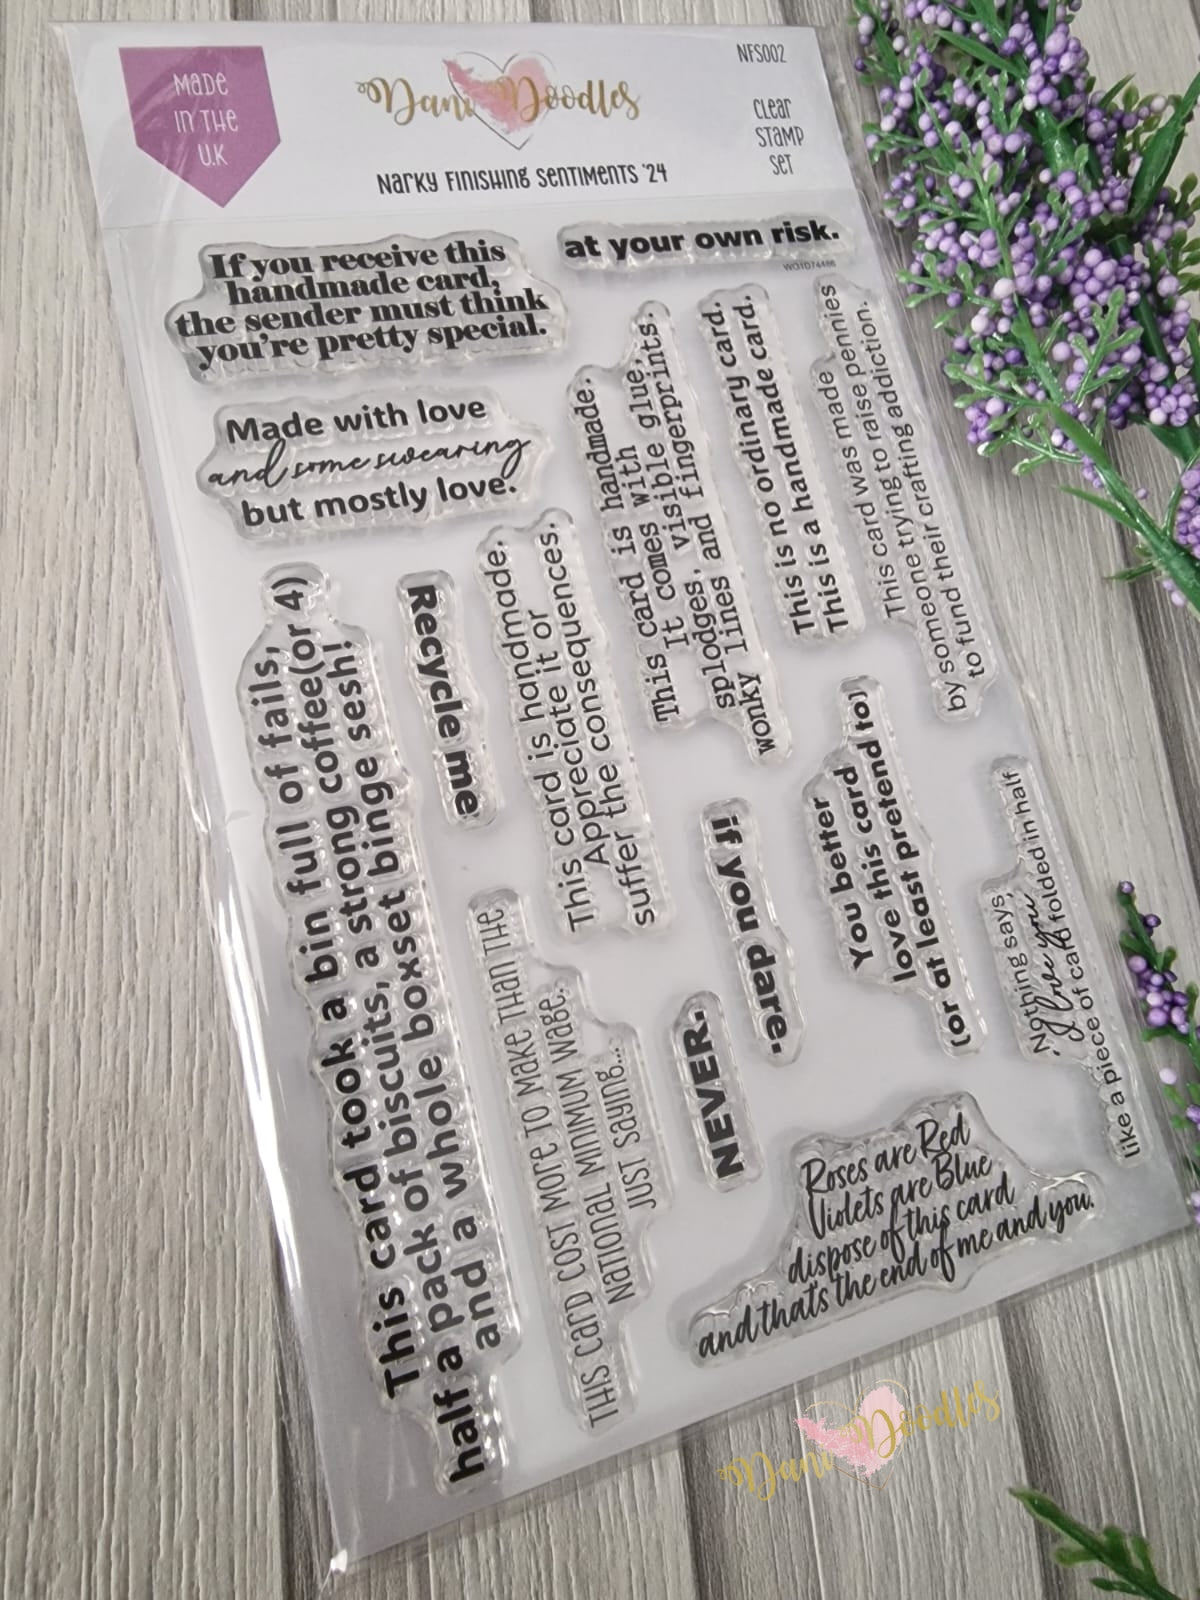 MADE
IN THE
U.K
Dani Doodles
NARKY FINISHING SENTIMENTS '24
NFS002
CLEAR
STAMP
SET
If you receive this
handmade card,
the sender must think
you're pretty special.
at your own risk.
WO1074486
Made with love
and some swearing
but mostly love.
This card took a bin full of fails,
half a pack of biscuits, a strong coffee(or 4)
and a whole boxset binge sesh!
Recycle me
This card is handmade.
Appreciate it or
suffer the consequences.
This card is handmade.
It comes with
splodges, visible glue,
wonky lines and fingerprints.
This is no ordinary card.
This is a handmade card.
This card was made
by someone trying to raise pennies
to fund their crafting addiction.
THIS CARD COST MORE TO MAKE THAN THE
NATIONAL MINIMUM WAGE.
JUST SAYING...
if you dare.
NEVER.
You better
love this card
(or at least pretend to)
Nothing says,
'I love you'
like a piece of card folded in half
Roses are Red
Violets are Blue
dispose of this card
and that's the end of me and you.
Dani Doodles